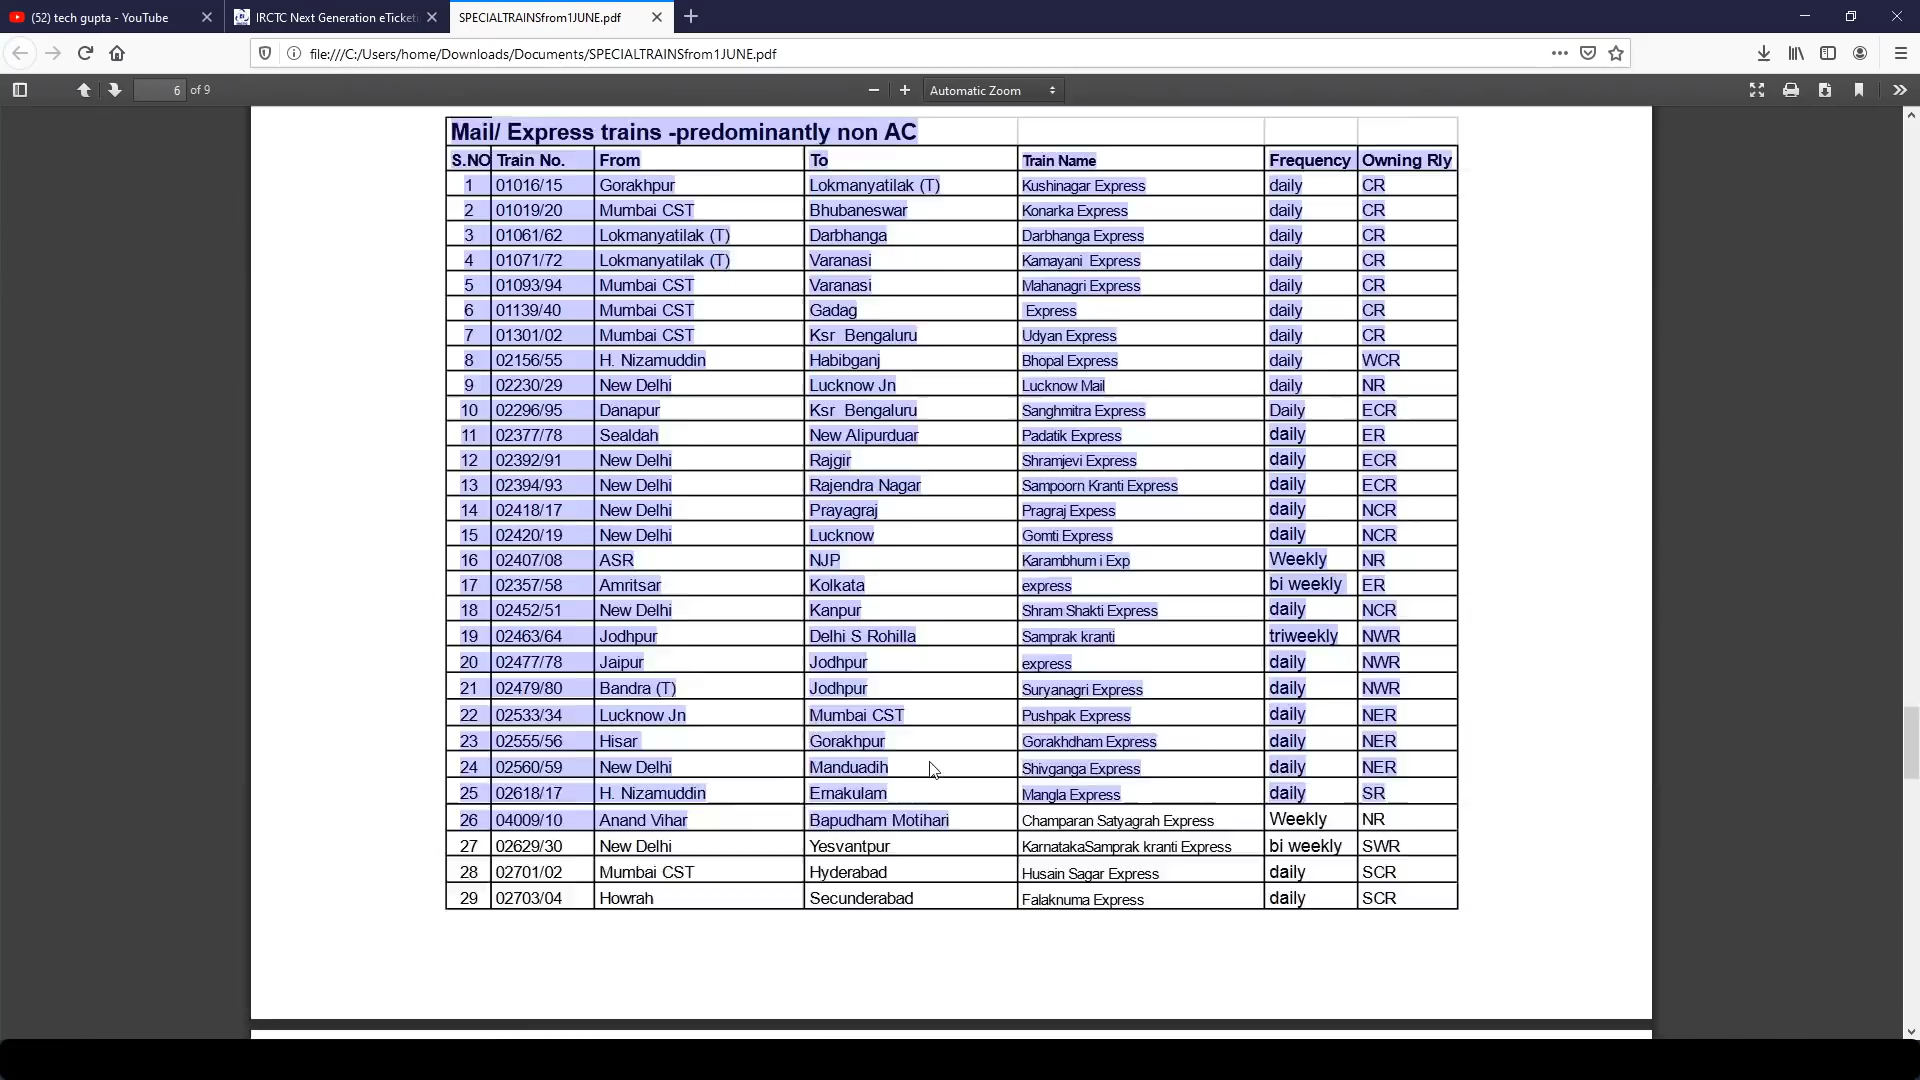 (52) tech gupta - YouTube
IRCTC Next Generation eTicketi
SPECIALTRAINSfrom1JUNE.pdf
file:///C:/Users/home/Downloads/Documents/SPECIALTRAINSfrom1JUNE.pdf
6 of 9
Automatic Zoom
Mail/ Express trains -predominantly non AC
S.NO Train No. From To Train Name Frequency Owning Rly
1 01016/15 Gorakhpur Lokmanyatilak (T) Kushinagar Express daily CR
2 01019/20 Mumbai CST Bhubaneswar Konarka Express daily CR
3 01061/62 Lokmanyatilak (T) Darbhanga Darbhanga Express daily CR
4 01071/72 Lokmanyatilak (T) Varanasi Kamayani Express daily CR
5 01093/94 Mumbai CST Varanasi Mahanagri Express daily CR
6 01139/40 Mumbai CST Gadag Express daily CR
7 01301/02 Mumbai CST Ksr Bengaluru Udyan Express daily CR
8 02156/55 H. Nizamuddin Habibganj Bhopal Express daily WCR
9 02230/29 New Delhi Lucknow Jn Lucknow Mail daily NR
10 02296/95 Danapur Ksr Bengaluru Sanghmitra Express Daily ECR
11 02377/78 Sealdah New Alipurduar Padatik Express daily ER
12 02392/91 New Delhi Rajgir Shramjevi Express daily ECR
13 02394/93 New Delhi Rajendra Nagar Sampoorn Kranti Express daily ECR
14 02418/17 New Delhi Prayagraj Pragraj Expess daily NCR
15 02420/19 New Delhi Lucknow Gomti Express daily NCR
16 02407/08 ASR NJP Karambhum i Exp Weekly NR
17 02357/58 Amritsar Kolkata express bi weekly ER
18 02452/51 New Delhi Kanpur Shram Shakti Express daily NCR
19 02463/64 Jodhpur Delhi S Rohilla Samprak kranti triweekly NWR
20 02477/78 Jaipur Jodhpur express daily NWR
21 02479/80 Bandra (T) Jodhpur Suryanagri Express daily NWR
22 02533/34 Lucknow Jn Mumbai CST Pushpak Express daily NER
23 02555/56 Hisar Gorakhpur Gorakhdham Express daily NER
24 02560/59 New Delhi Manduadih Shivganga Express daily NER
25 02618/17 H. Nizamuddin Ernakulam Mangla Express daily SR
26 04009/10 Anand Vihar Bapudham Motihari Champaran Satyagrah Express Weekly NR
27 02629/30 New Delhi Yesvantpur KarnatakaSamprak kranti Express bi weekly SWR
28 02701/02 Mumbai CST Hyderabad Husain Sagar Express daily SCR
29 02703/04 Howrah Secunderabad Falaknuma Express daily SCR